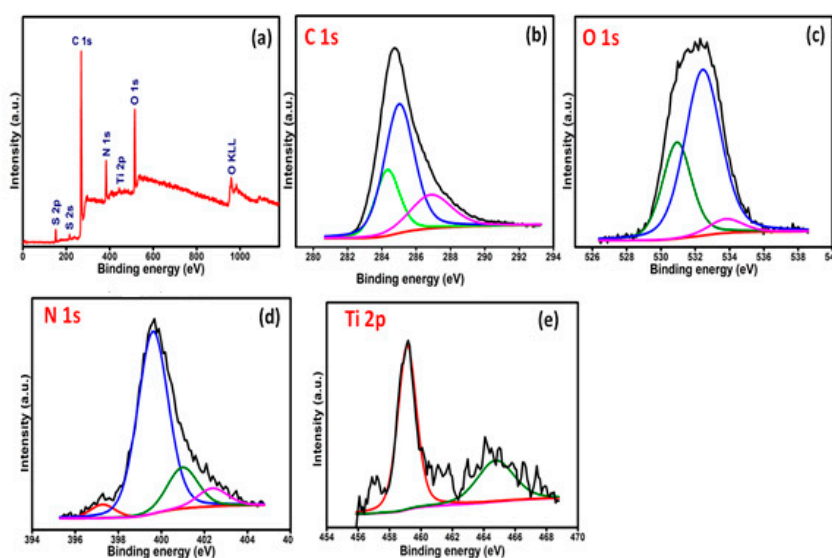 (a)
C 1s
O 1s
N 1s
Ti 2p
O KLL
S 2p
S 2s
Intensity (a.u.)
0 200 400 600 800 1000
Binding energy (eV)
C 1s
(b)
Intensity (a.u.)
280 282 284 286 288 290 292 294
Binding energy (eV)
O 1s
(c)
Intensity (a.u.)
526 528 530 532 534 536 538 54
Binding energy (eV)
N 1s
(d)
Intensity (a.u.)
394 396 398 400 402 404 40
Binding energy (eV)
Ti 2p
(e)
Intensity (a.u.)
454 456 458 460 462 464 466 468 470
Binding energy (eV)